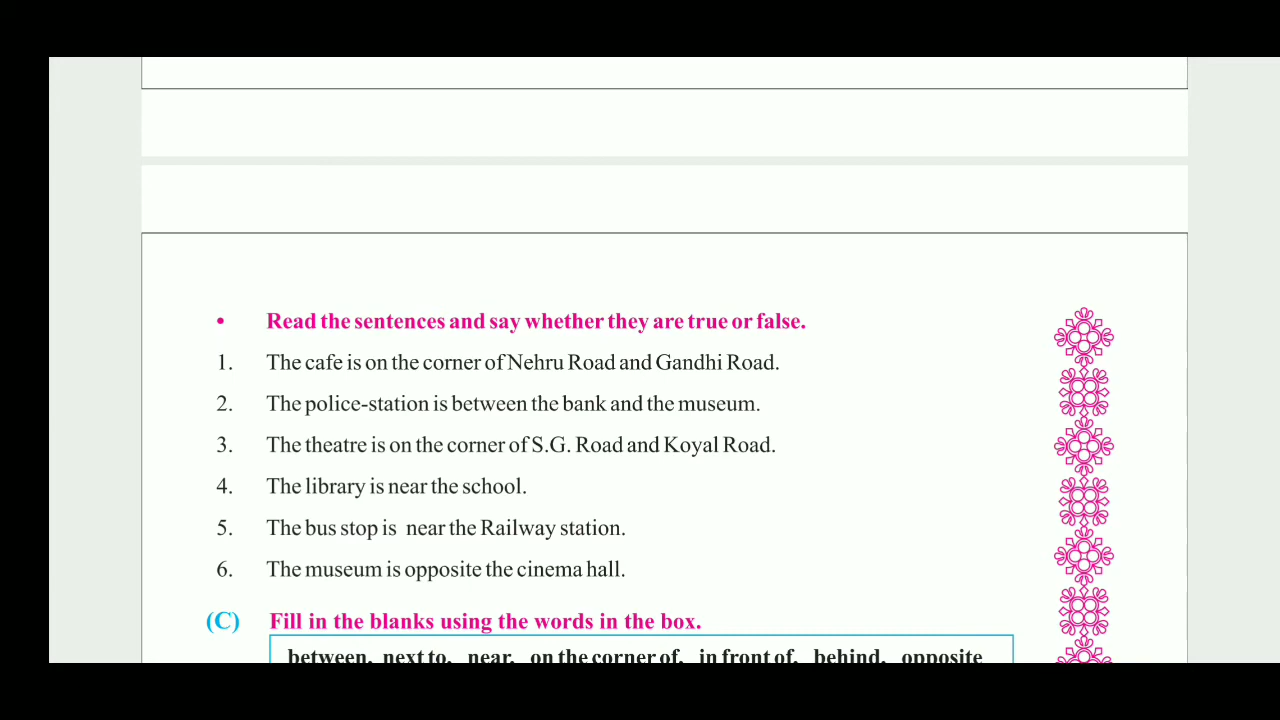 • Read the sentences and say whether they are true or false.
1. The cafe is on the corner of Nehru Road and Gandhi Road.
2. The police-station is between the bank and the museum.
3. The theatre is on the corner of S.G. Road and Koyal Road.
4. The library is near the school.
5. The bus stop is near the Railway station.
6. The museum is opposite the cinema hall.
(C) Fill in the blanks using the words in the box.
between, next to, near, on the corner of, in front of, behind, opposite